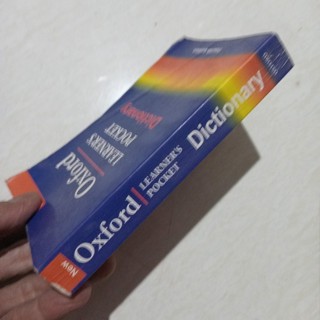 New
Oxford
LEARNER'S
POCKET
Dictionary
Oxford
LEARNER'S
POCKET
Dictionary